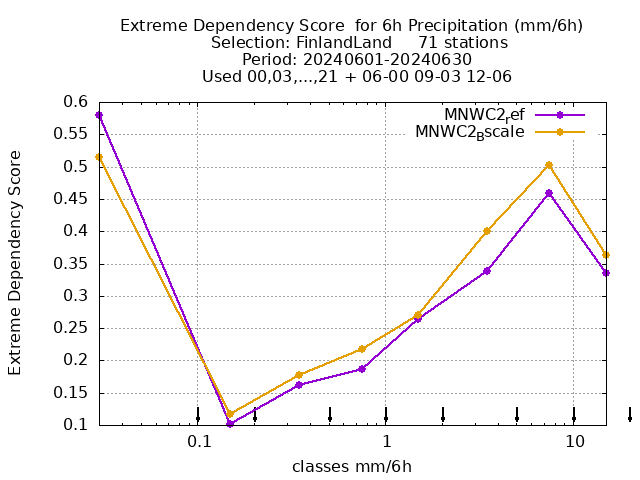 Extreme Dependency Score  for 6h Precipitation (mm/6h)
Selection: FinlandLand     71 stations
Period: 20240601-20240630
Used 00,03,...,21 + 06-00 09-03 12-06
MNWC2ref
MNWC2Bscale
Extreme Dependency Score
0.6
0.55
0.5
0.45
0.4
0.35
0.3
0.25
0.2
0.15
0.1
0.1 1 10
classes mm/6h